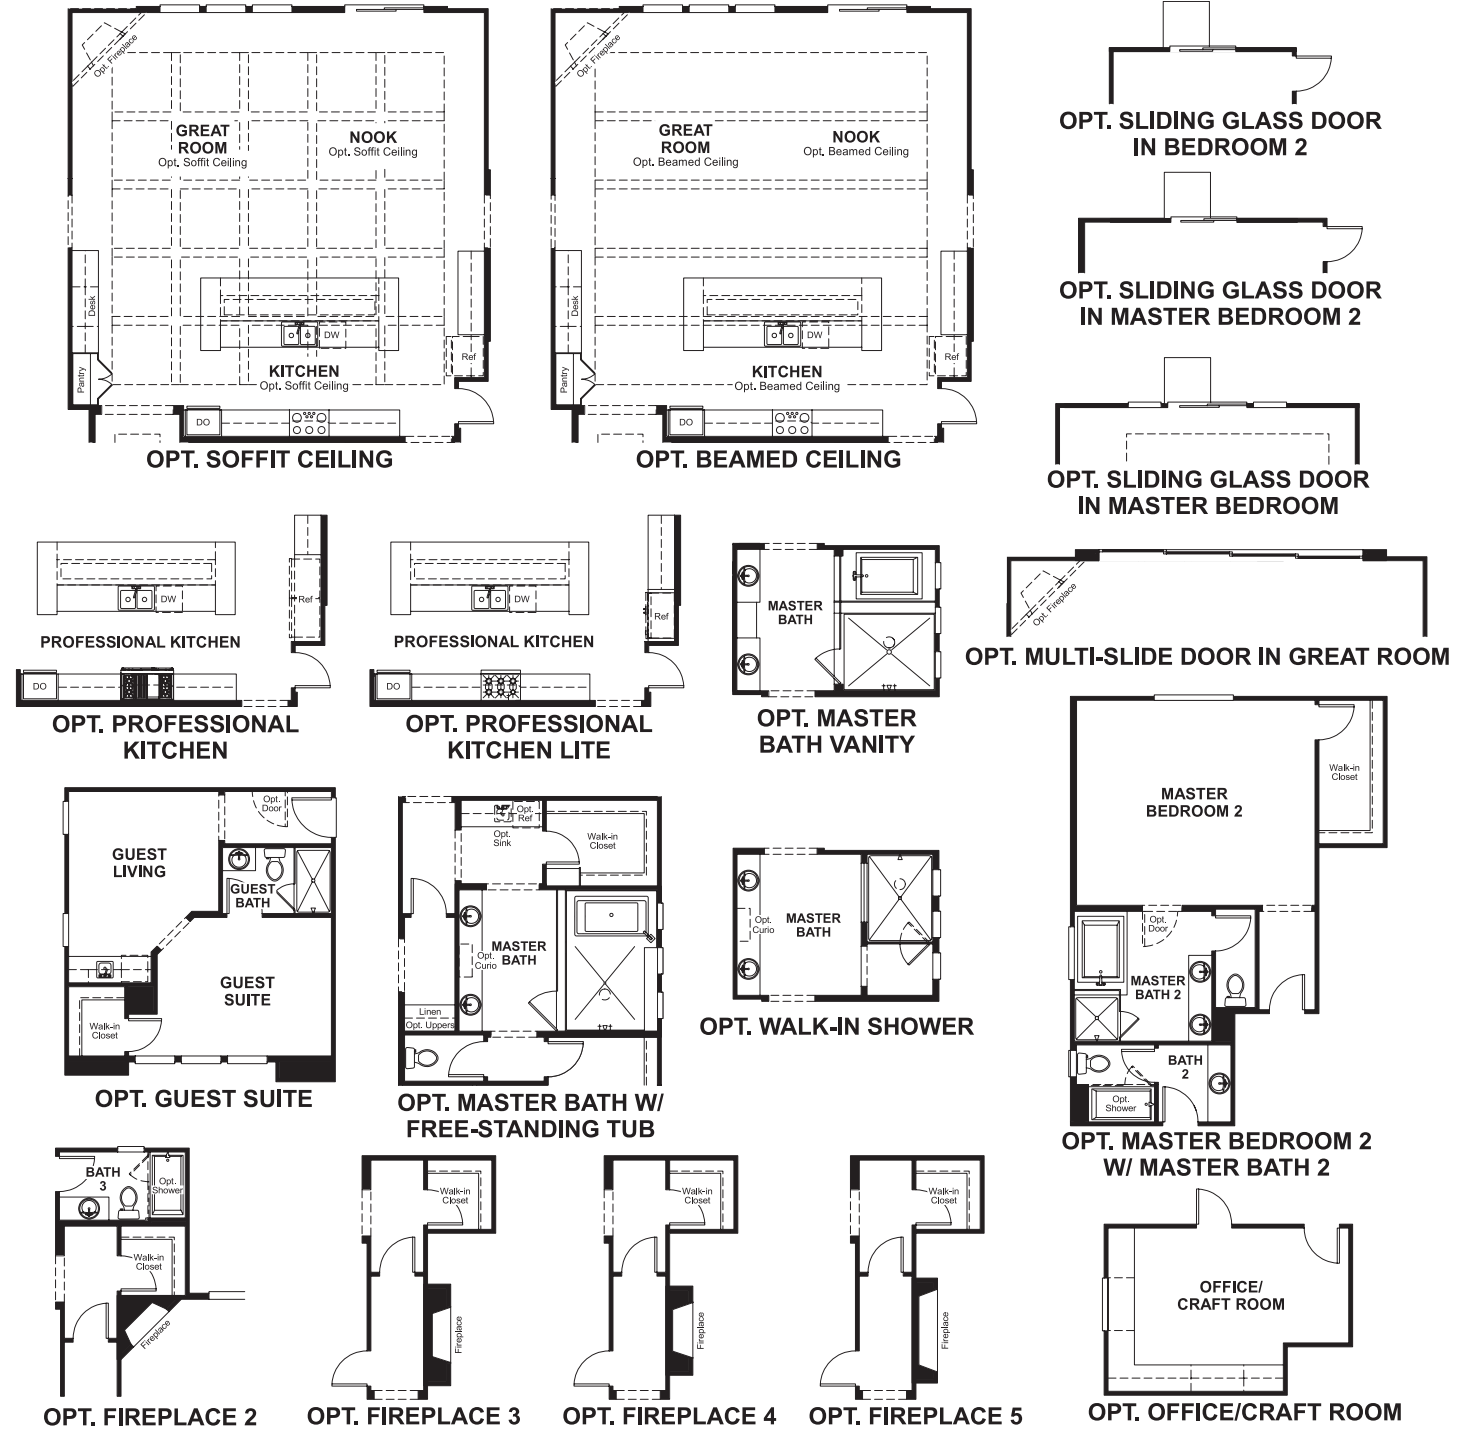 Opt. Fireplace
GREAT
ROOM
Opt. Soffit Ceiling
NOOK
Opt. Soffit Ceiling
Desk
DW
Ref
Pantry
KITCHEN
Opt. Soffit Ceiling
DO
OPT. SOFFIT CEILING
Opt. Fireplace
GREAT
ROOM
Opt. Beamed Ceiling
NOOK
Opt. Beamed Ceiling
Desk
DW
Ref
Pantry
KITCHEN
Opt. Beamed Ceiling
DO
OPT. BEAMED CEILING
OPT. SLIDING GLASS DOOR
IN BEDROOM 2
OPT. SLIDING GLASS DOOR
IN MASTER BEDROOM 2
OPT. SLIDING GLASS DOOR
IN MASTER BEDROOM
DW
Ref
PROFESSIONAL KITCHEN
DO
OPT. PROFESSIONAL
KITCHEN
DW
Ref
PROFESSIONAL KITCHEN
DO
OPT. PROFESSIONAL
KITCHEN LITE
MASTER
BATH
OPT. MASTER
BATH VANITY
Opt. Fireplace
OPT. MULTI-SLIDE DOOR IN GREAT ROOM
Opt.
Door
GUEST
LIVING
GUEST
BATH
GUEST
SUITE
Walk-in
Closet
OPT. GUEST SUITE
Opt.
Ref
Opt.
Sink
Walk-in
Closet
MASTER
BATH
Opt.
Curio
Linen
Opt. Uppers
OPT. MASTER BATH W/
FREE-STANDING TUB
Opt.
Curio
MASTER
BATH
OPT. WALK-IN SHOWER
Walk-in
Closet
MASTER
BEDROOM 2
Opt.
Door
MASTER
BATH 2
BATH
2
Opt.
Shower
OPT. MASTER BEDROOM 2
W/ MASTER BATH 2
BATH
3
Opt.
Shower
Walk-in
Closet
Fireplace
OPT. FIREPLACE 2
Walk-in
Closet
Fireplace
OPT. FIREPLACE 3
Walk-in
Closet
Fireplace
OPT. FIREPLACE 4
Walk-in
Closet
Fireplace
OPT. FIREPLACE 5
OFFICE/
CRAFT ROOM
OPT. OFFICE/CRAFT ROOM